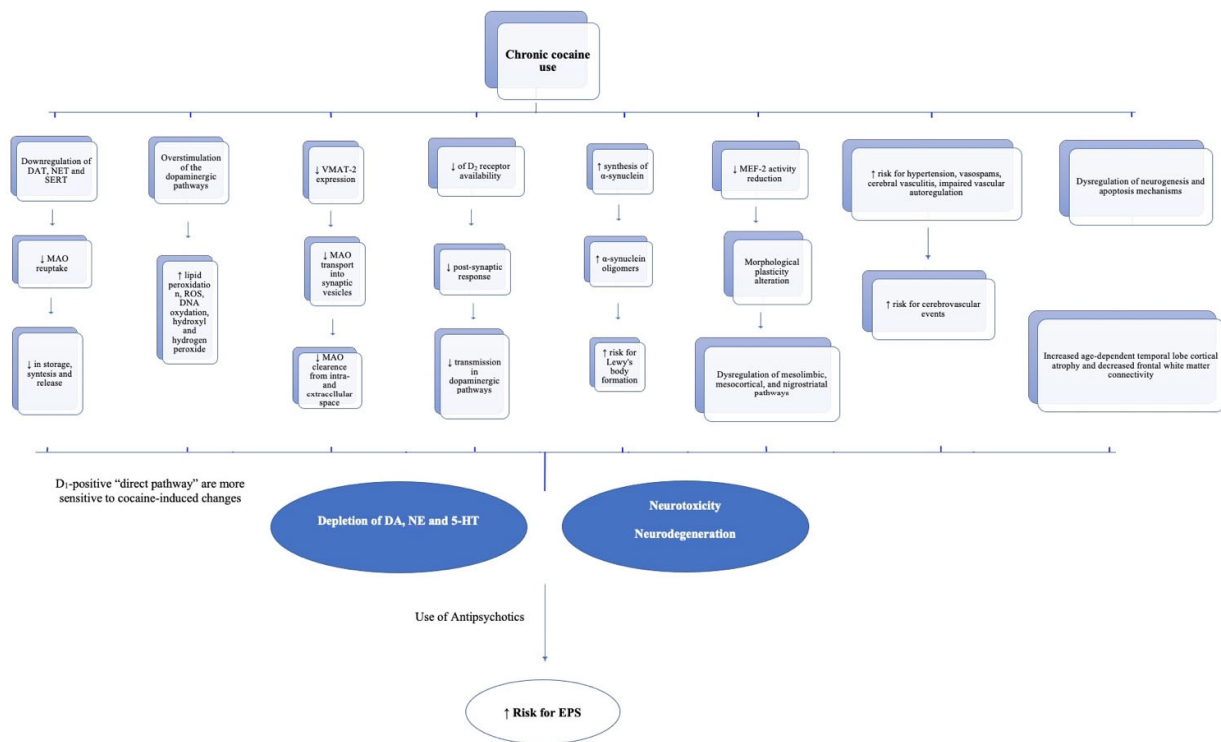 Chronic cocaine
use
Downregulation of
DAT, NET and
SERT
Overstimulation
of the
dopaminergic
pathways
↓ VMAT-2
expression
↓ of D₂ receptor
availability
↑ synthesis of
α-synuclein
↓ MEF-2 activity
reduction
↑ risk for hypertension, vasospams,
cerebral vasculitis, impaired vascular
autoregulation
Dysregulation of neurogenesis and
apoptosis mechanisms
↓ MAO
reuptake
↑ lipid
peroxidatio
n, ROS,
DNA
oxydation,
hydroxyl and
hydrogen
peroxide
↓ MAO
transport
into
synaptic
vesicles
↓ post-synaptic
response
↑ α-synuclein
oligomers
Morphological
plasticity
alteration
↑ risk for cerebrovascular
events
↓ in storage,
syntesis and
release
↓ MAO
clearence
from intra-
and
extracellular
space
↓ transmission in
dopaminergic
pathways
↑ risk for
Lewy's
body
formation
Dysregulation of mesolimbic,
mesocortical, and nigrostriatal
pathways
Increased age-dependent temporal lobe cortical
atrophy and decreased frontal white matter
connectivity
D₁-positive “direct pathway” are more
sensitive to cocaine-induced changes
Depletion of DA, NE and 5-HT
Neurotoxicity
Neurodegeneration
Use of Antipsychotics
↑ Risk for EPS